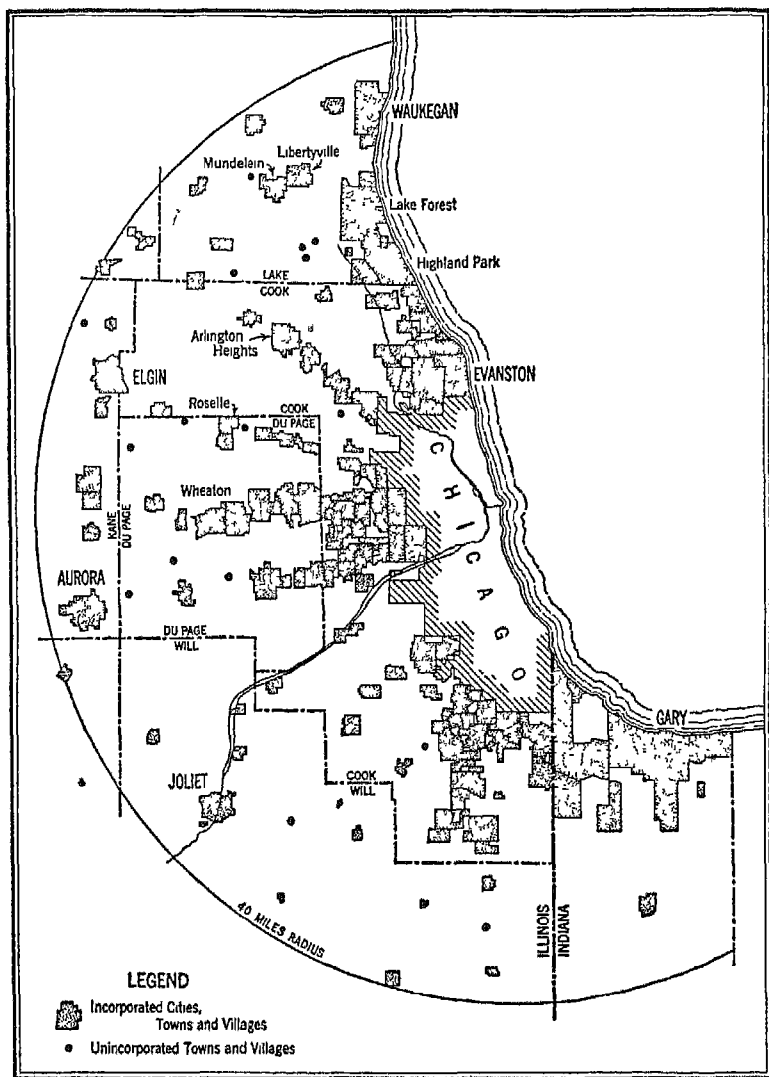 WAUKEGAN
Libertyville
Mundelein
Lake Forest
Highland Park
LAKE
COOK
Arlington
Heights
ELGIN
EVANSTON
Roselle
COOK
DU PAGE
CHICAGO
Wheaton
KANE
DU PAGE
AURORA
DU PAGE
WILL
GARY
JOLIET
COOK
WILL
40 MILES RADIUS
ILLINOIS
INDIANA
LEGEND
Incorporated Cities,
Towns and Villages
Unincorporated Towns and Villages